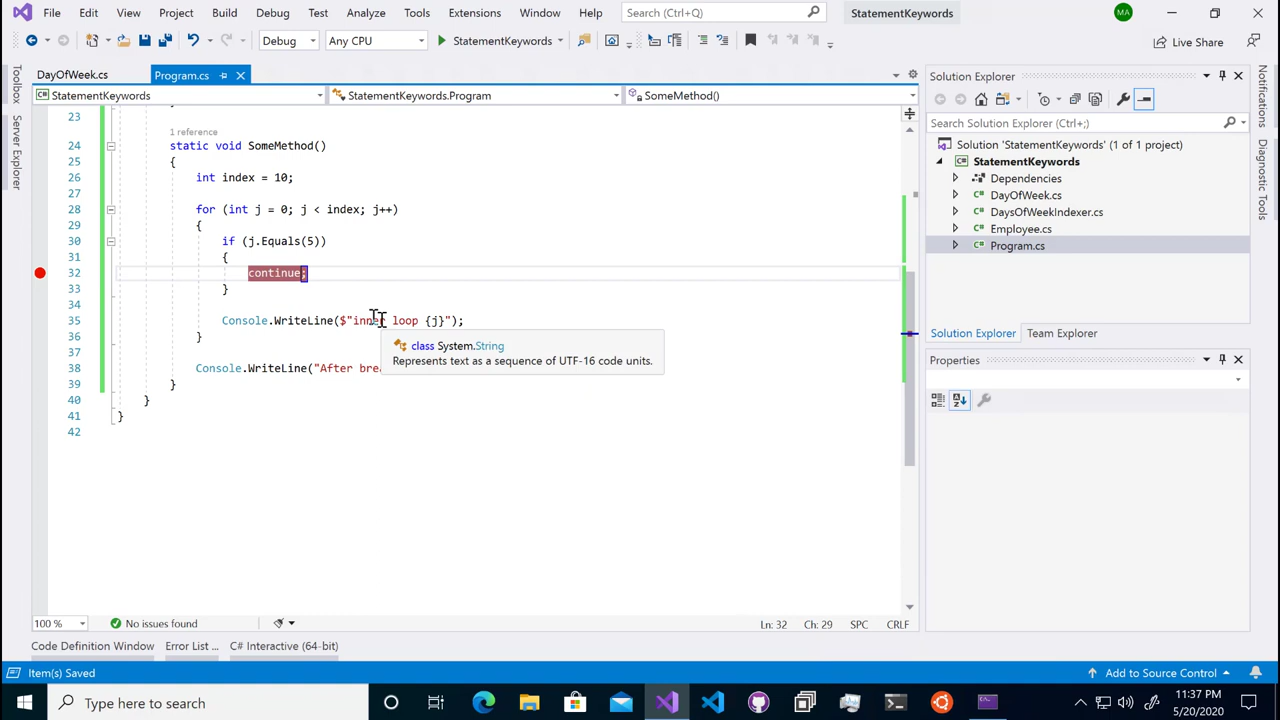 File Edit View Project Build Debug Test Analyze Tools Extensions Window Help Search (Ctrl+Q) StatementKeywords MA
Debug Any CPU StatementKeywords Live Share
DayOfWeek.cs Program.cs
StatementKeywords StatementKeywords.Program SomeMethod()
Toolbox
Server Explorer
23
1 reference
24 static void SomeMethod()
25 {
26 int index = 10;
27
28 for (int j = 0; j < index; j++)
29 {
30 if (j.Equals(5))
31 {
32 continue;
33 }
34
35 Console.WriteLine($"inner loop {j}");
36 }
37
class System.String
Represents text as a sequence of UTF-16 code units.
38 Console.WriteLine("After
39 }
40 }
41 }
42
100 % No issues found Ln: 32 Ch: 29 SPC CRLF
Code Definition Window Error List ... C# Interactive (64-bit)
Solution Explorer
Search Solution Explorer (Ctrl+;)
Solution 'StatementKeywords' (1 of 1 project)
StatementKeywords
Dependencies
C# DayOfWeek.cs
C# DaysOfWeekIndexer.cs
C# Employee.cs
C# Program.cs
Solution Explorer Team Explorer
Properties
Notifications
Diagnostic Tools
Item(s) Saved Add to Source Control
Type here to search
11:37 PM
5/20/2020